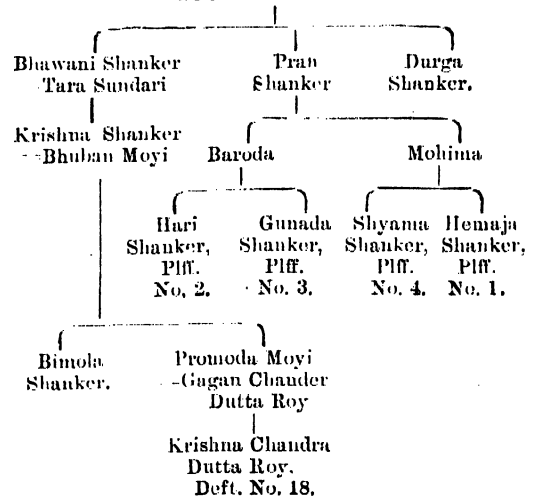 Bhawani Shanker
-Tara Sundari
Pran
Shanker
Durga
Shanker.
Krishna Shanker
--Bhuban Moyi
Baroda
Mohima
Hari
Shanker,
Plff.
No. 2.
Gunada
Shanker,
Plff.
No. 3.
Shyama
Shanker,
Plff.
No. 4.
Hemaja
Shanker,
Plff.
No. 1.
Bimola
Shanker.
Promoda Moyi
-Gagan Chander
Dutta Roy
Krishna Chandra
Dutta Roy.
Deft. No. 18.